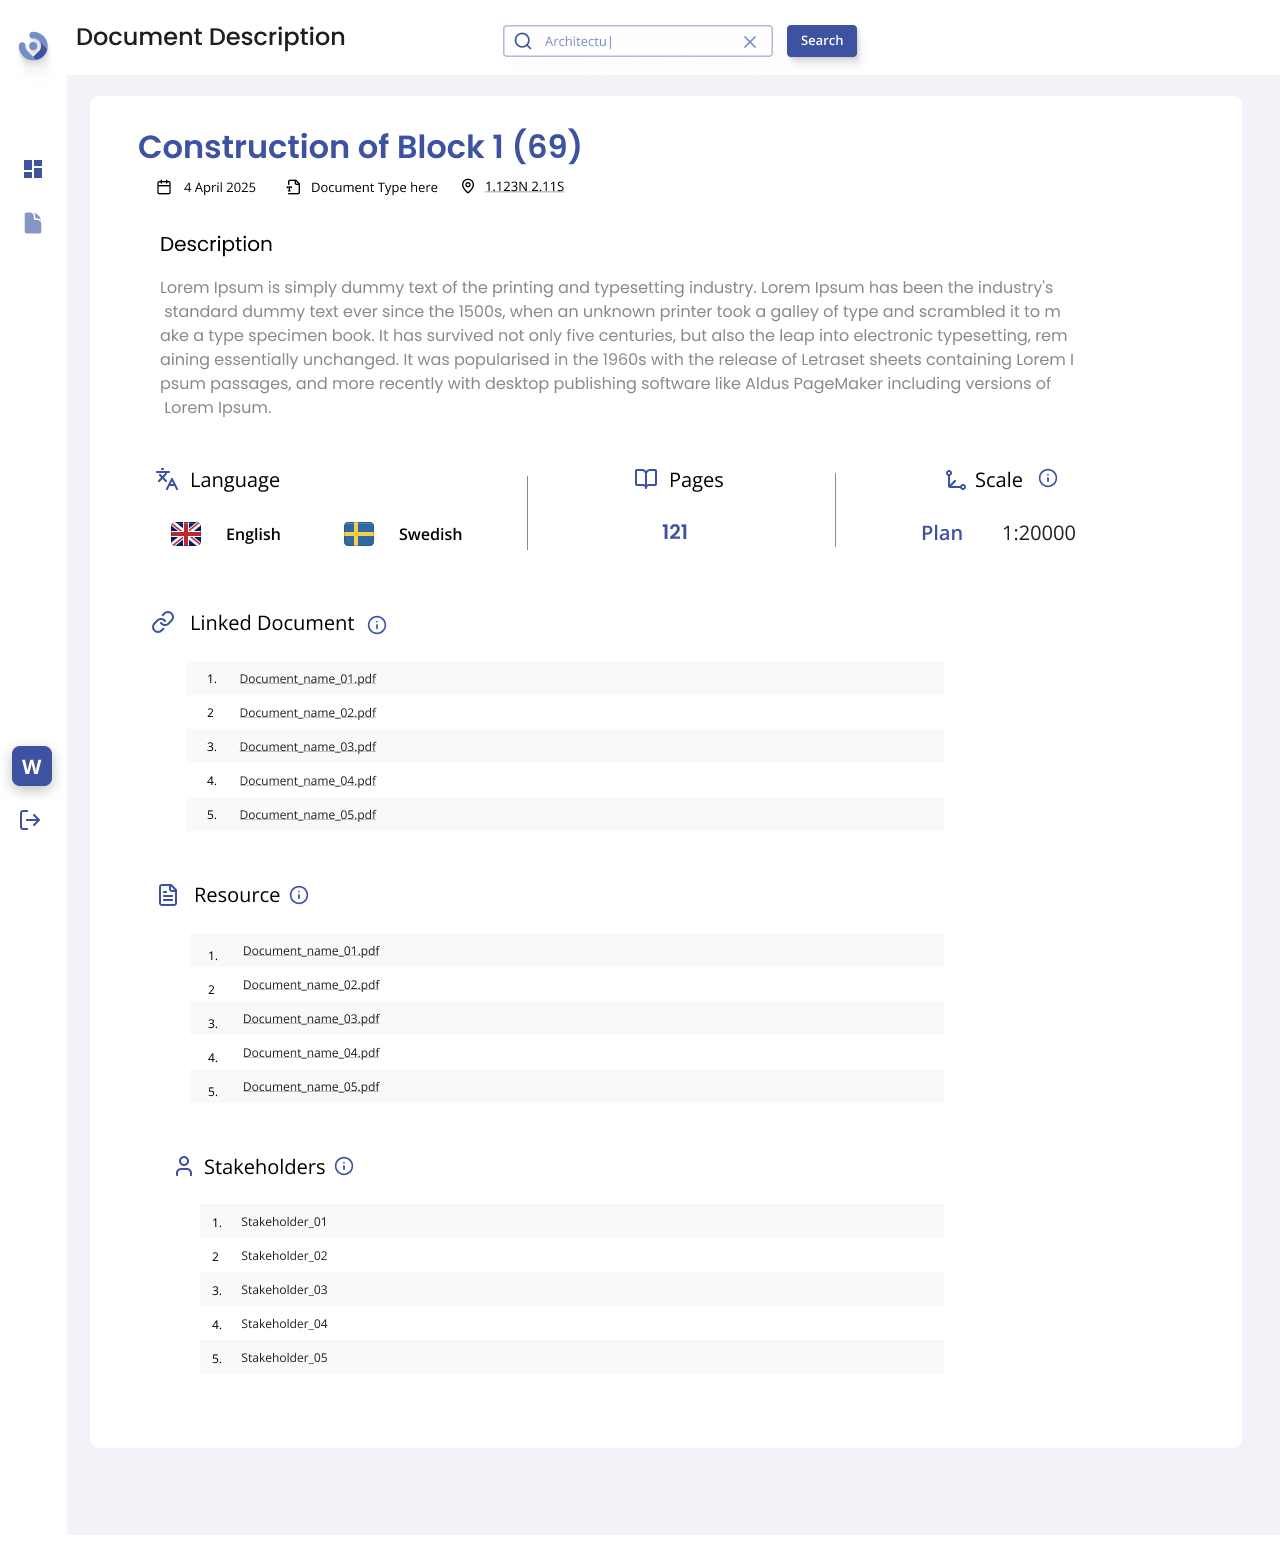 Document Description
Architectu|
Search
Construction of Block 1 (69)
4 April 2025
Document Type here
1.123N 2.11S
Description
Lorem Ipsum is simply dummy text of the printing and typesetting industry. Lorem Ipsum has been the industry's
standard dummy text ever since the 1500s, when an unknown printer took a galley of type and scrambled it to m
ake a type specimen book. It has survived not only five centuries, but also the leap into electronic typesetting, rem
aining essentially unchanged. It was popularised in the 1960s with the release of Letraset sheets containing Lorem I
psum passages, and more recently with desktop publishing software like Aldus PageMaker including versions of
Lorem Ipsum.
Language
English
Swedish
Pages
121
Scale
Plan
1:20000
Linked Document
1. Document_name_01.pdf
2 Document_name_02.pdf
3. Document_name_03.pdf
4. Document_name_04.pdf
5. Document_name_05.pdf
W
Resource
1. Document_name_01.pdf
2 Document_name_02.pdf
3. Document_name_03.pdf
4. Document_name_04.pdf
5. Document_name_05.pdf
Stakeholders
1. Stakeholder_01
2 Stakeholder_02
3. Stakeholder_03
4. Stakeholder_04
5. Stakeholder_05